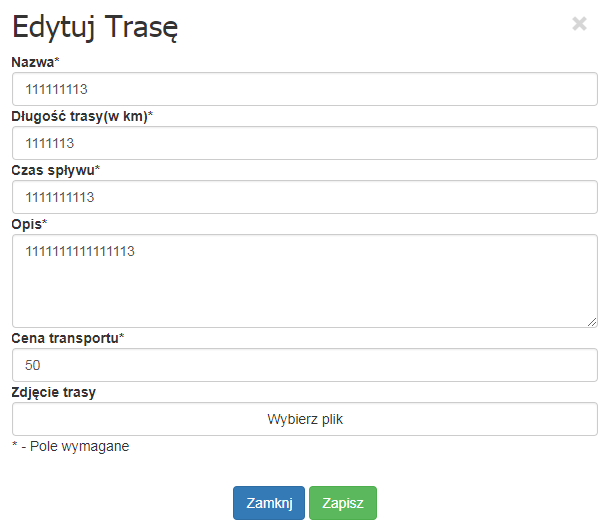 Edytuj Trasę
×
Nazwa*
111111113
Długość trasy(w km)*
1111113
Czas spływu*
1111111113
Opis*
1111111111111113
Cena transportu*
50
Zdjęcie trasy
Wybierz plik
* - Pole wymagane
Zamknj Zapisz